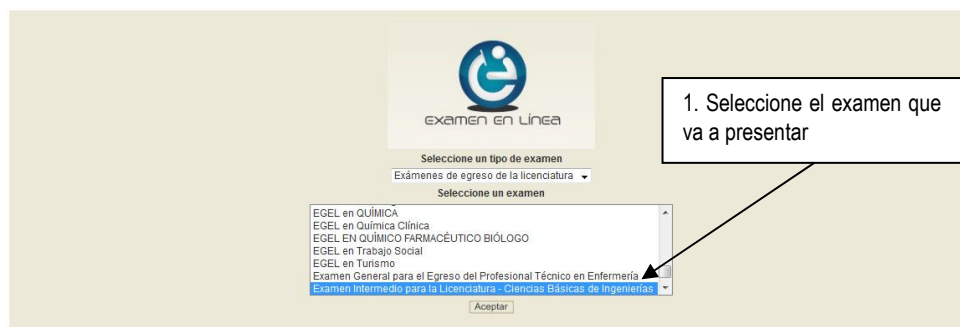 examen en Línea
1. Seleccione el examen que
va a presentar
Seleccione un tipo de examen
Exámenes de egreso de la licenciatura
Seleccione un examen
EGEL en QUÍMICA
EGEL en Química Clínica
EGEL EN QUÍMICO FARMACÉUTICO BIÓLOGO
EGEL en Trabajo Social
EGEL en Turismo
Examen General para el Egreso del Profesional Técnico en Enfermería
Examen Intermedio para la Licenciatura - Ciencias Básicas de Ingenierías
Aceptar